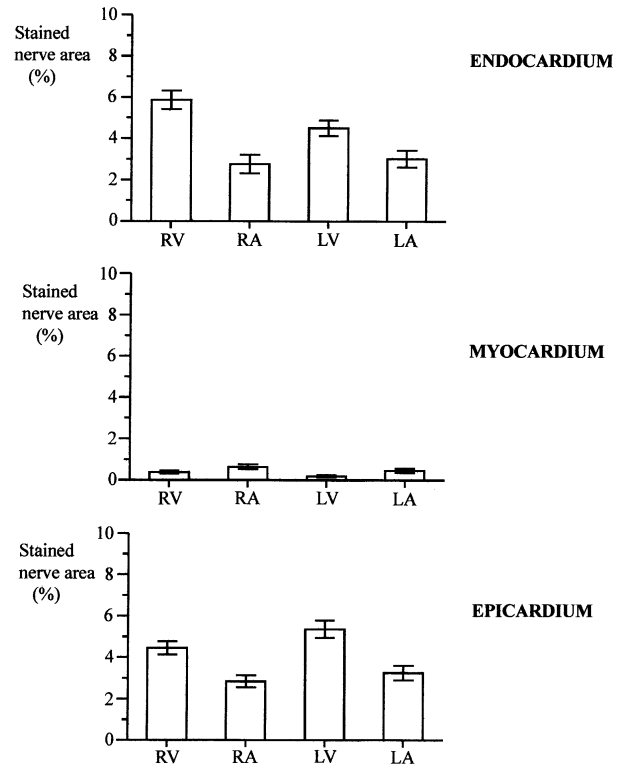 10
Stained
nerve area
(%)
8
6
4
2
0
ENDOCARDIUM
RV RA LV LA
10
Stained
nerve area
(%)
8
6
4
2
0
MYOCARDIUM
RV RA LV LA
10
Stained
nerve area
(%)
8
6
4
2
0
EPICARDIUM
RV RA LV LA